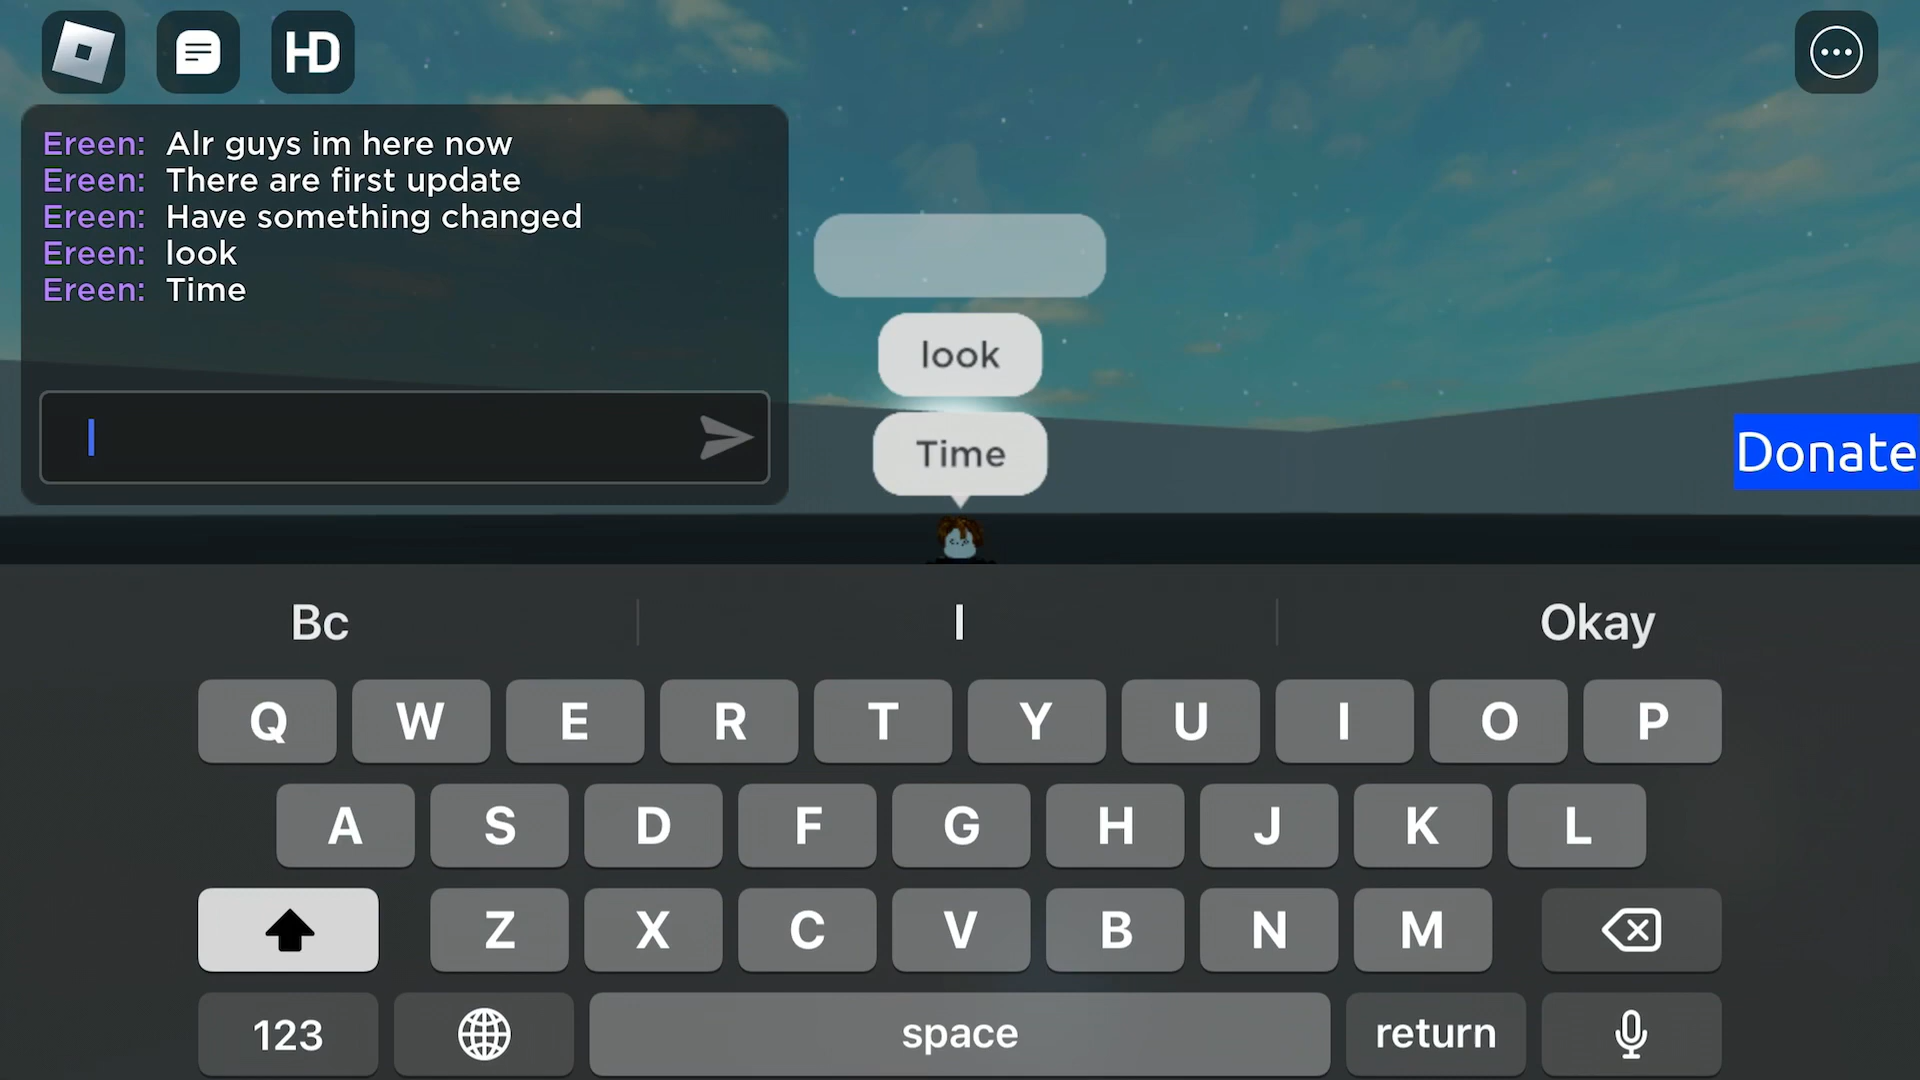 HD
Ereen: Alr guys im here now
Ereen: There are first update
Ereen: Have something changed
Ereen: look
Ereen: Time
look
Time
Donate
Bc I Okay
Q W E R T Y U I O P
A S D F G H J K L
Z X C V B N M
123 space return